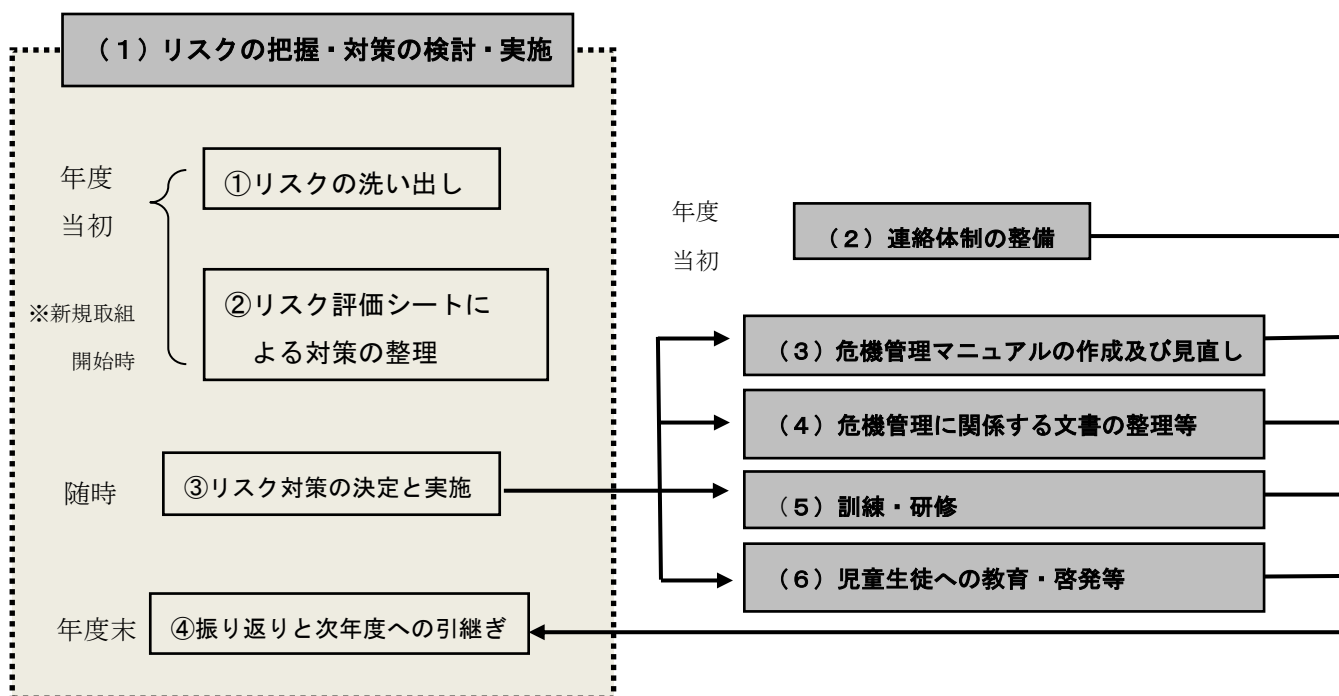 （1）リスクの把握・対策の検討・実施
年度
当初
①リスクの洗い出し
※新規取組
開始時
②リスク評価シートに
よる対策の整理
随時
③リスク対策の決定と実施
年度末
④振り返りと次年度への引継ぎ
年度
当初
（2）連絡体制の整備
（3）危機管理マニュアルの作成及び見直し
（4）危機管理に関係する文書の整理等
（5）訓練・研修
（6）児童生徒への教育・啓発等